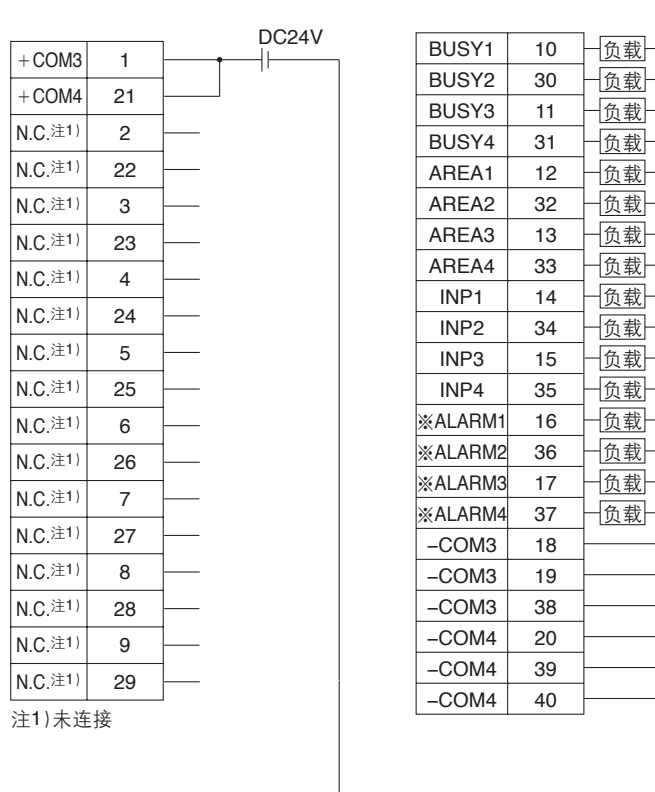 DC24V
+COM3 1
+COM4 21
N.C.注1) 2
N.C.注1) 22
N.C.注1) 3
N.C.注1) 23
N.C.注1) 4
N.C.注1) 24
N.C.注1) 5
N.C.注1) 25
N.C.注1) 6
N.C.注1) 26
N.C.注1) 7
N.C.注1) 27
N.C.注1) 8
N.C.注1) 28
N.C.注1) 9
N.C.注1) 29
注1)未连接
BUSY1 10 负载
BUSY2 30 负载
BUSY3 11 负载
BUSY4 31 负载
AREA1 12 负载
AREA2 32 负载
AREA3 13 负载
AREA4 33 负载
INP1 14 负载
INP2 34 负载
INP3 15 负载
INP4 35 负载
※ALARM1 16 负载
※ALARM2 36 负载
※ALARM3 17 负载
※ALARM4 37 负载
–COM3 18
–COM3 19
–COM3 38
–COM4 20
–COM4 39
–COM4 40